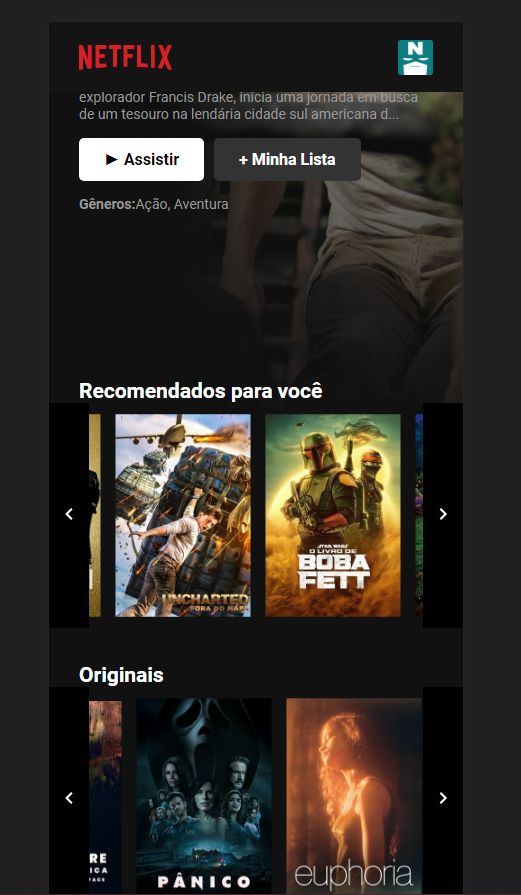 NETFLIX
N
explorador Francis Drake, inicia uma jornada em busca
de um tesouro na lendária cidade sul americana d...
► Assistir
+ Minha Lista
Gêneros:Ação, Aventura
Recomendados para você
UNCHARTED
FORA DO MAPA
STAR WARS
O LIVRO DE
BOBA
FETT
Originais
RE
ICA
PÂNICO
euphoria